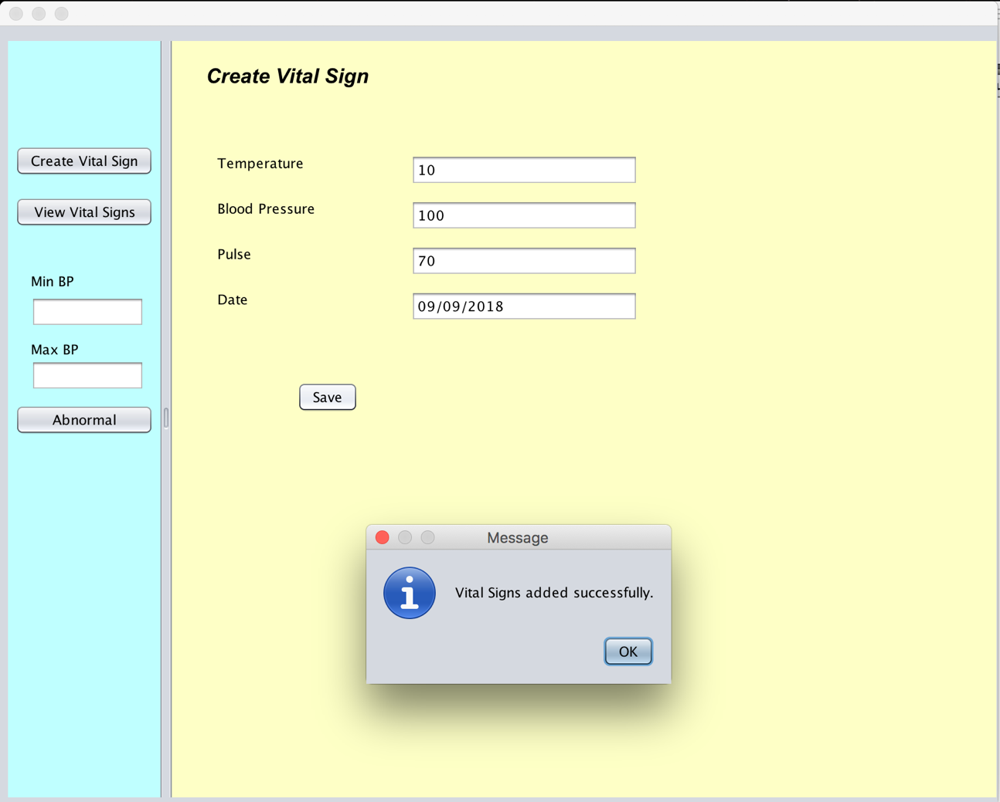 Create Vital Sign
Create Vital Sign
View Vital Signs
Min BP
Max BP
Abnormal
Temperature
10
Blood Pressure
100
Pulse
70
Date
09/09/2018
Save
Message
Vital Signs added successfully.
OK